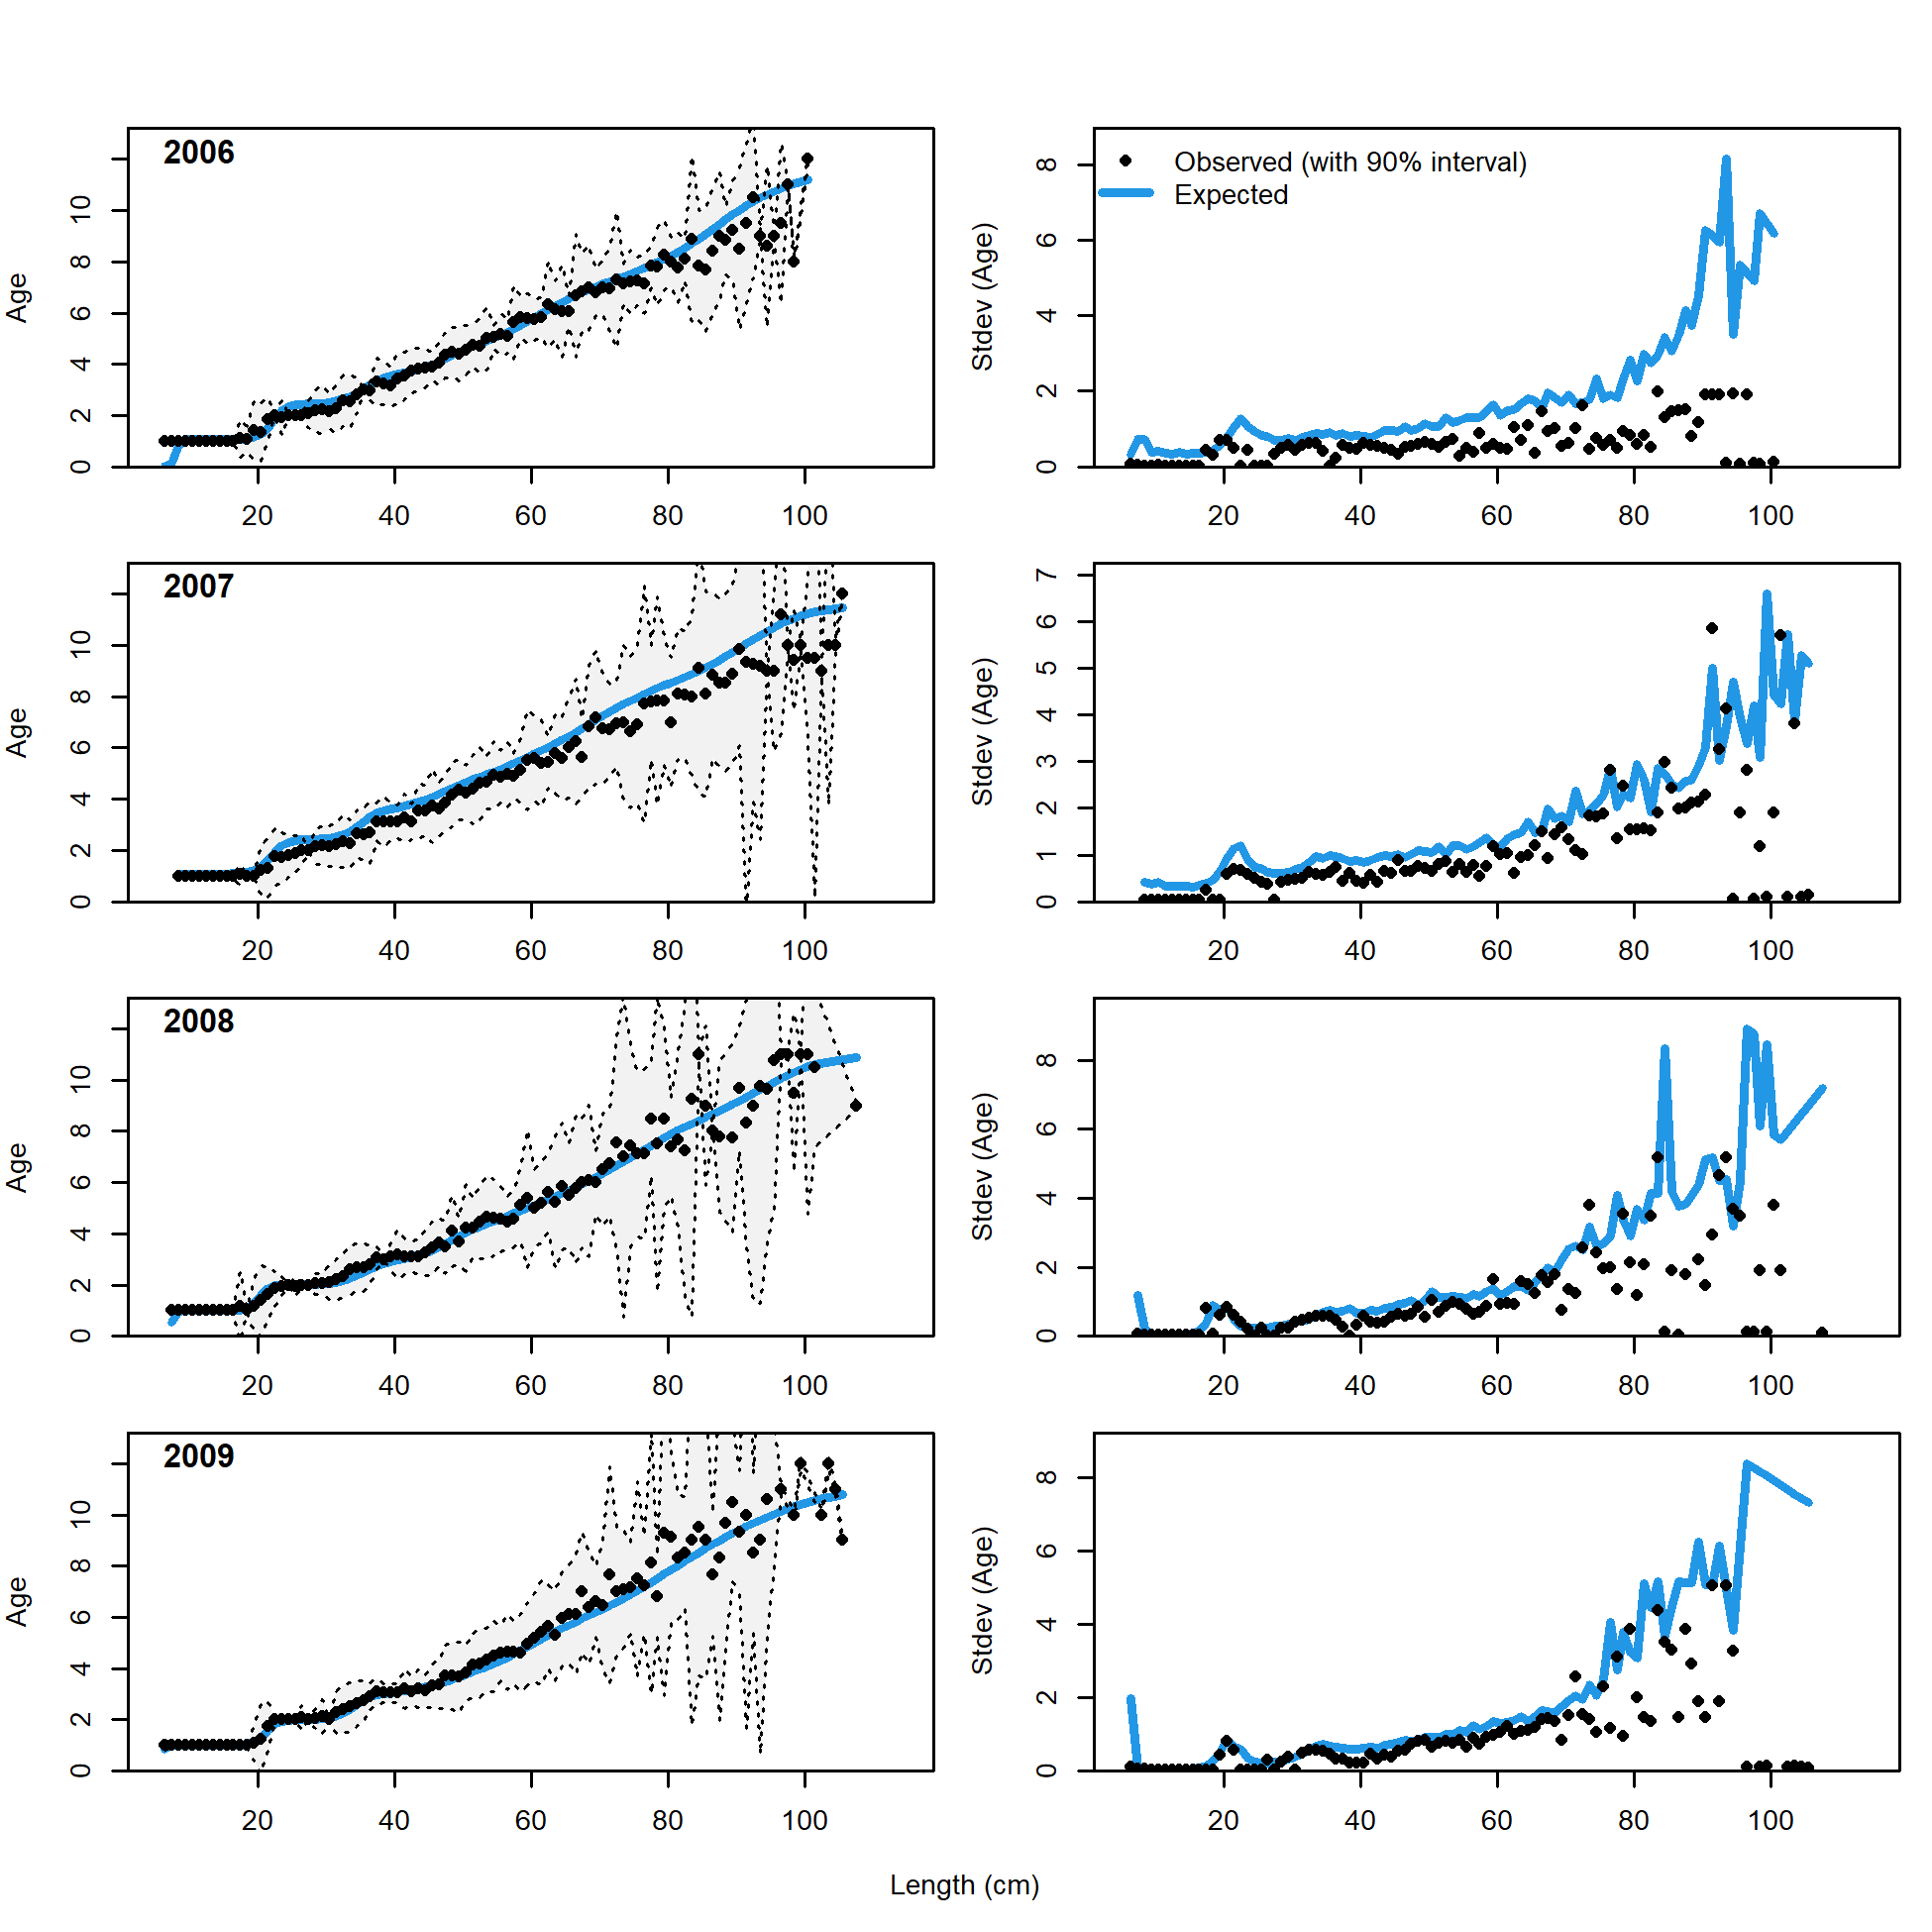 2006
Age
0 2 4 6 8 10
20 40 60 80 100
Observed (with 90% interval)
Expected
Stdev (Age)
0 2 4 6 8
20 40 60 80 100
2007
Age
0 2 4 6 8 10
20 40 60 80 100
Stdev (Age)
0 1 2 3 4 5 6 7
20 40 60 80 100
2008
Age
0 2 4 6 8 10
20 40 60 80 100
Stdev (Age)
0 2 4 6 8
20 40 60 80 100
2009
Age
0 2 4 6 8 10
20 40 60 80 100
Stdev (Age)
0 2 4 6 8
20 40 60 80 100
Length (cm)